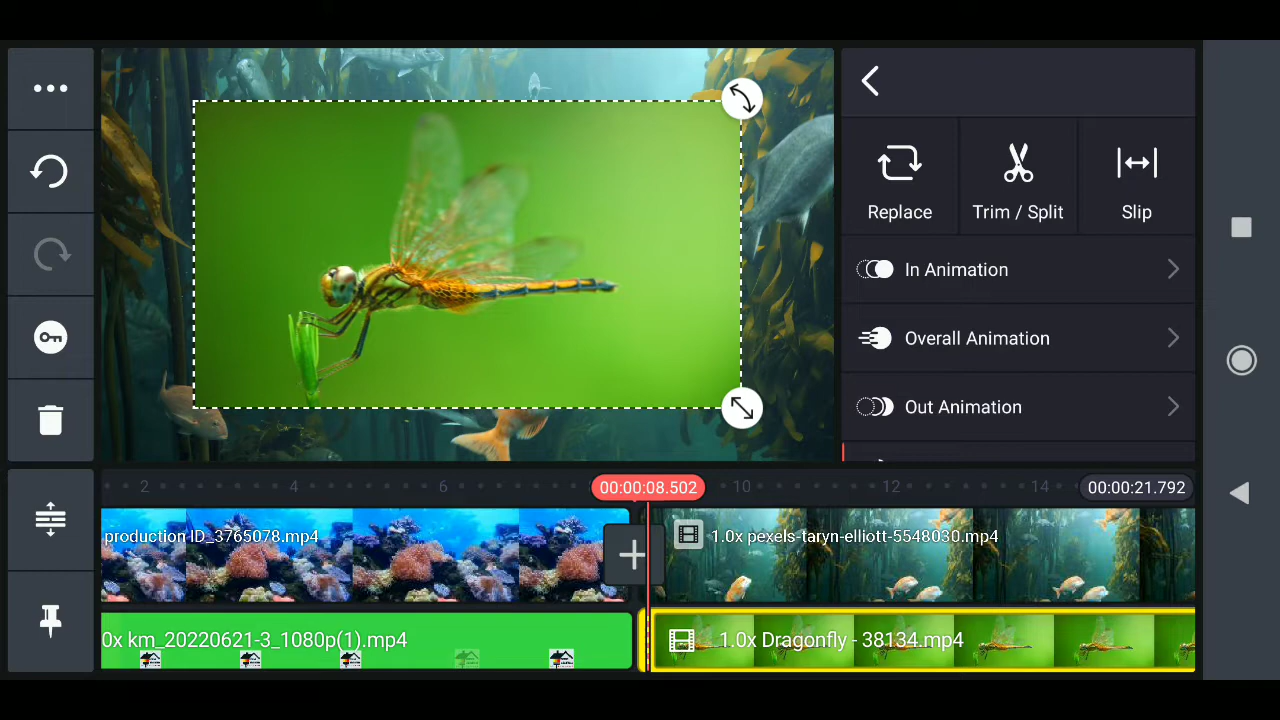 Replace
Trim / Split
Slip
In Animation
Overall Animation
Out Animation
2
4
6
00:00:08.502
10
12
14
00:00:21.792
production ID_3765078.mp4
1.0x pexels-taryn-elliott-5548030.mp4
0x km_20220621-3_1080p(1).mp4
1.0x Dragonfly - 38134.mp4